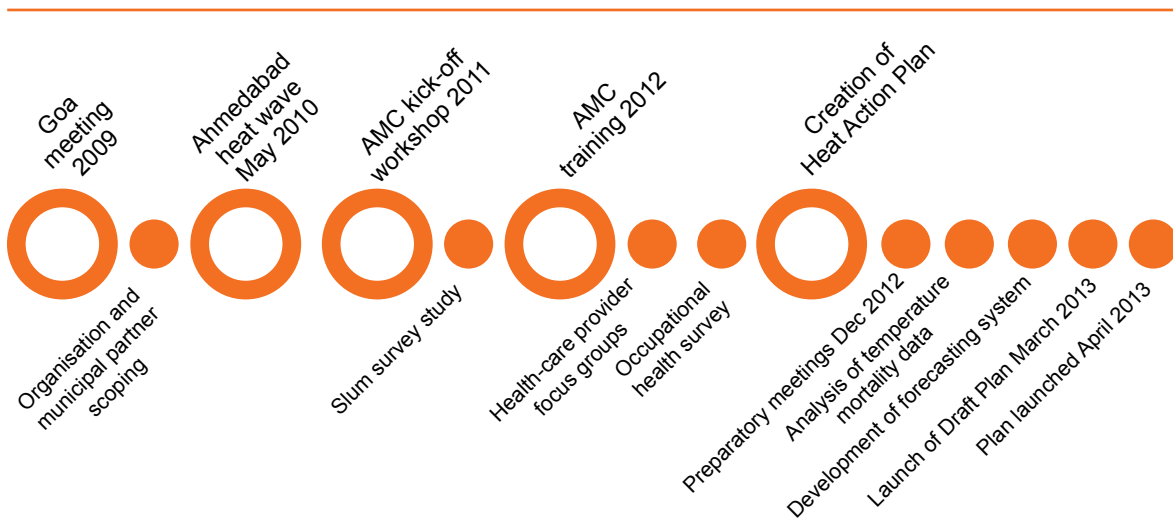 Goa
meeting
2009
Ahmedabad
heat wave
May 2010
AMC kick-off
workshop 2011
AMC
training 2012
Creation of
Heat Action Plan
Organisation and
municipal partner
scoping
Slum survey study
Health-care provider
focus groups
Occupational
health survey
Preparatory meetings Dec 2012
Analysis of temperature
mortality data
Development of forecasting system
Launch of Draft Plan March 2013
Plan launched April 2013